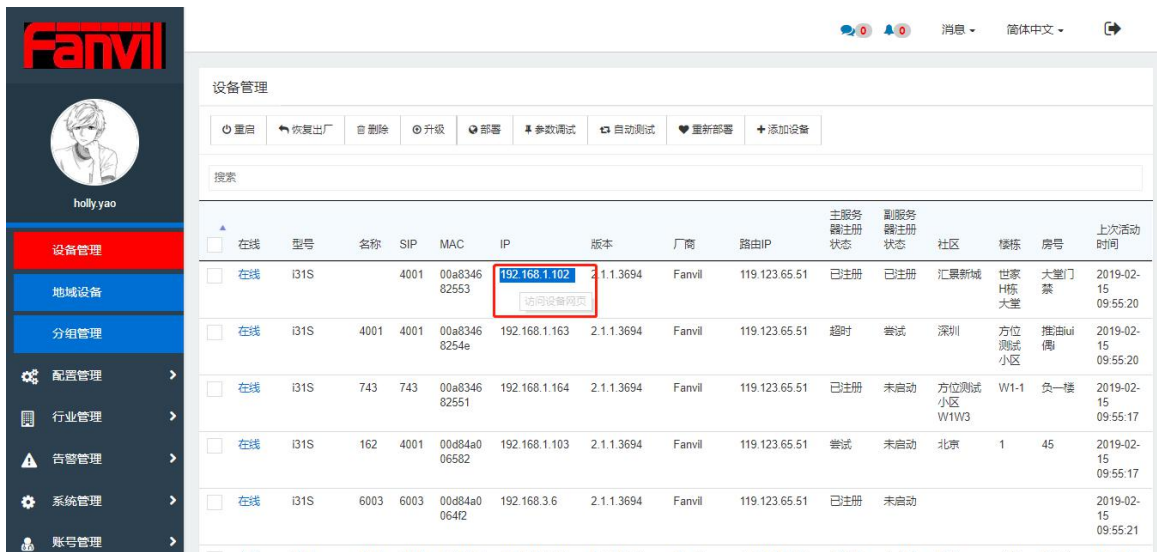 Fanvil
0 0 消息 简体中文
设备管理
重启 恢复出厂 删除 升级 部署 参数调试 自动测试 重新部署 添加设备
搜索
holly.yao
设备管理
地域设备
分组管理
配置管理
行业管理
告警管理
系统管理
账号管理
在线 型号 名称 SIP MAC IP 版本 厂商 路由IP 主服务器注册状态 副服务器注册状态 社区 楼栋 房号 上次活动时间
在线 i31S 4001 00a834682553 192.168.1.102 2.1.1.3694 Fanvil 119.123.65.51 已注册 已注册 汇景新城 世家H栋大堂 大堂门禁 2019-02-15 09:55:20
访问设备网页
在线 i31S 4001 4001 00a83468254e 192.168.1.163 2.1.1.3694 Fanvil 119.123.65.51 超时 尝试 深圳 方位测试小区 推油iui偶i 2019-02-15 09:55:20
在线 i31S 743 743 00a834682551 192.168.1.164 2.1.1.3694 Fanvil 119.123.65.51 已注册 未启动 方位测试小区W1W3 W1-1 负一楼 2019-02-15 09:55:17
在线 i31S 162 4001 00d84a006582 192.168.1.103 2.1.1.3694 Fanvil 119.123.65.51 尝试 未启动 北京 1 45 2019-02-15 09:55:17
在线 i31S 6003 6003 00d84a0064f2 192.168.3.6 2.1.1.3694 Fanvil 119.123.65.51 已注册 未启动 2019-02-15 09:55:21